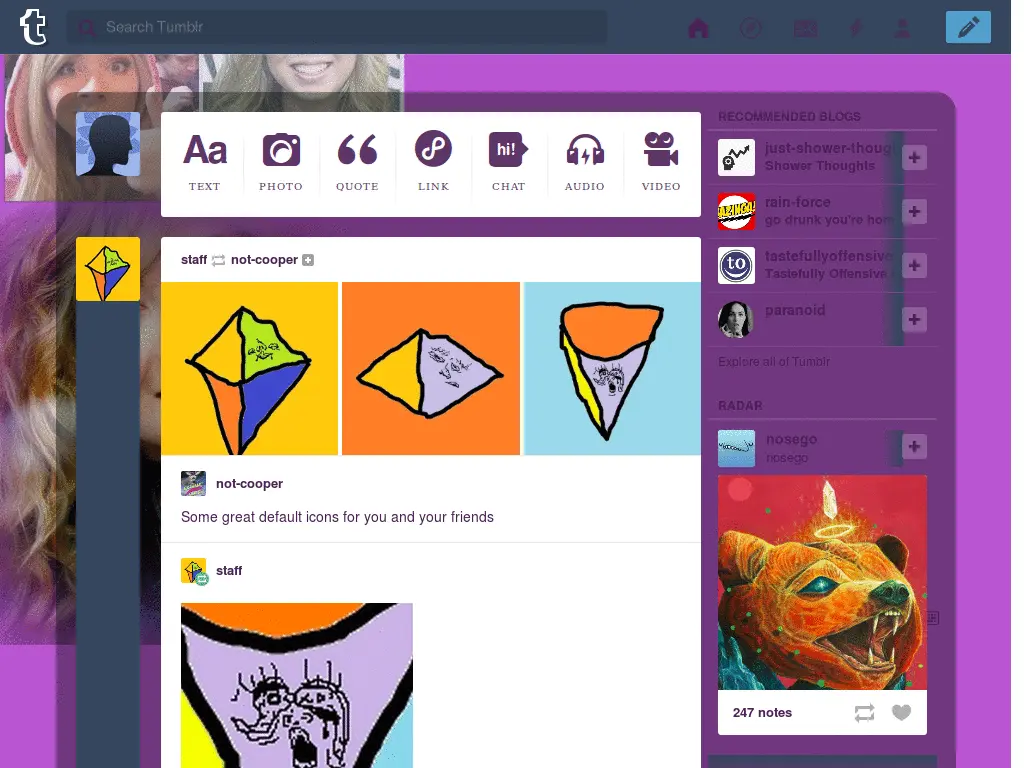 t
Search Tumblr
Aa
hi!
TEXT
PHOTO
QUOTE
LINK
CHAT
AUDIO
VIDEO
RECOMMENDED BLOGS
just-shower-thoug
Shower Thoughts
BAZINGA!
rain-force
go drunk you're hom
to
tastefullyoffensive
Tastefully Offensive
paranoid
Explore all of Tumblr
RADAR
nosego
nosego
247 notes
staff not-cooper
not-cooper
Some great default icons for you and your friends
staff